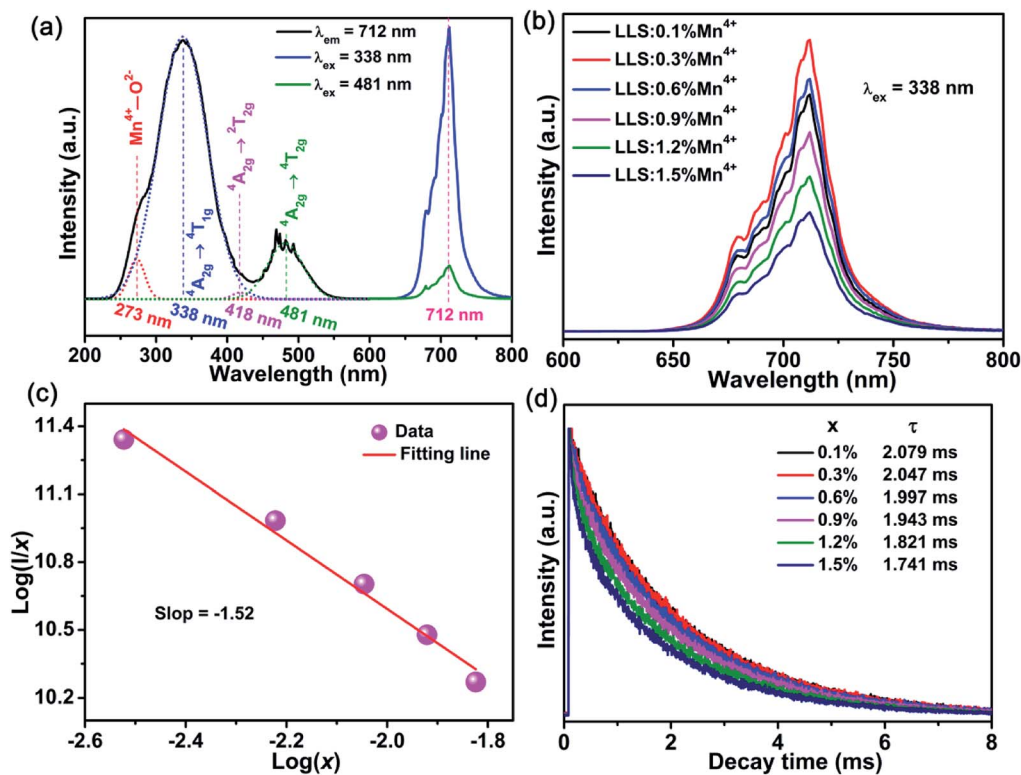 (a)
λem = 712 nm
λex = 338 nm
λex = 481 nm
Mn4+—O2-
4A2g → 4T1g
4A2g → 2T2g
4A2g → 4T2g
273 nm
338 nm
418 nm
481 nm
712 nm
Intensity (a.u.)
200 300 400 500 600 700 800
Wavelength (nm)
(b)
LLS:0.1%Mn4+
LLS:0.3%Mn4+
LLS:0.6%Mn4+
LLS:0.9%Mn4+
LLS:1.2%Mn4+
LLS:1.5%Mn4+
λex = 338 nm
Intensity (a.u.)
600 650 700 750 800
Wavelength (nm)
(c)
Data
Fitting line
Slop = -1.52
Log(I/x)
11.4
11.1
10.8
10.5
10.2
-2.6 -2.4 -2.2 -2.0 -1.8
Log(x)
(d)
x τ
0.1% 2.079 ms
0.3% 2.047 ms
0.6% 1.997 ms
0.9% 1.943 ms
1.2% 1.821 ms
1.5% 1.741 ms
Intensity (a.u.)
0 2 4 6 8
Decay time (ms)